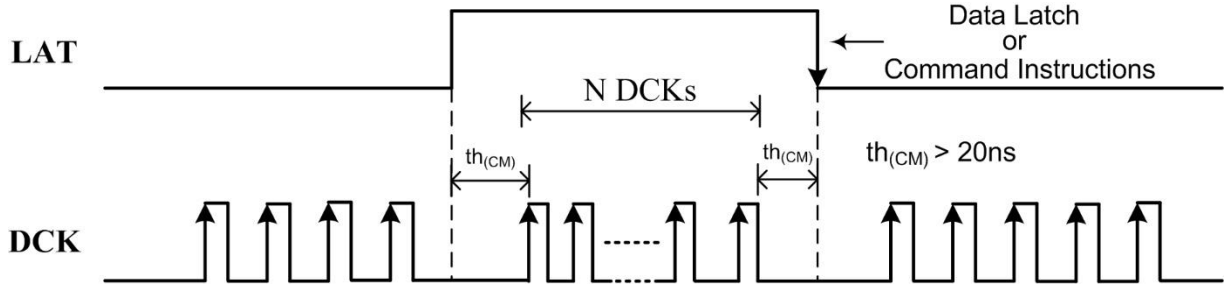 LAT
Data Latch
or
Command Instructions
N DCKs
th(CM)
th(CM)
th(CM) > 20ns
DCK